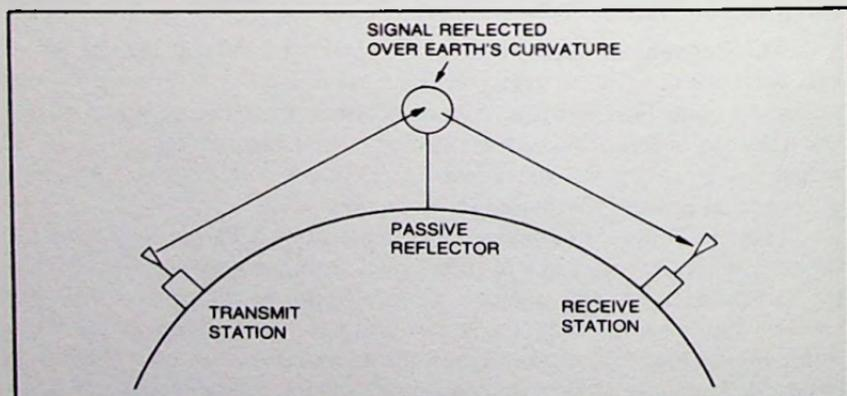 SIGNAL REFLECTED
OVER EARTH'S CURVATURE
PASSIVE
REFLECTOR
TRANSMIT
STATION
RECEIVE
STATION